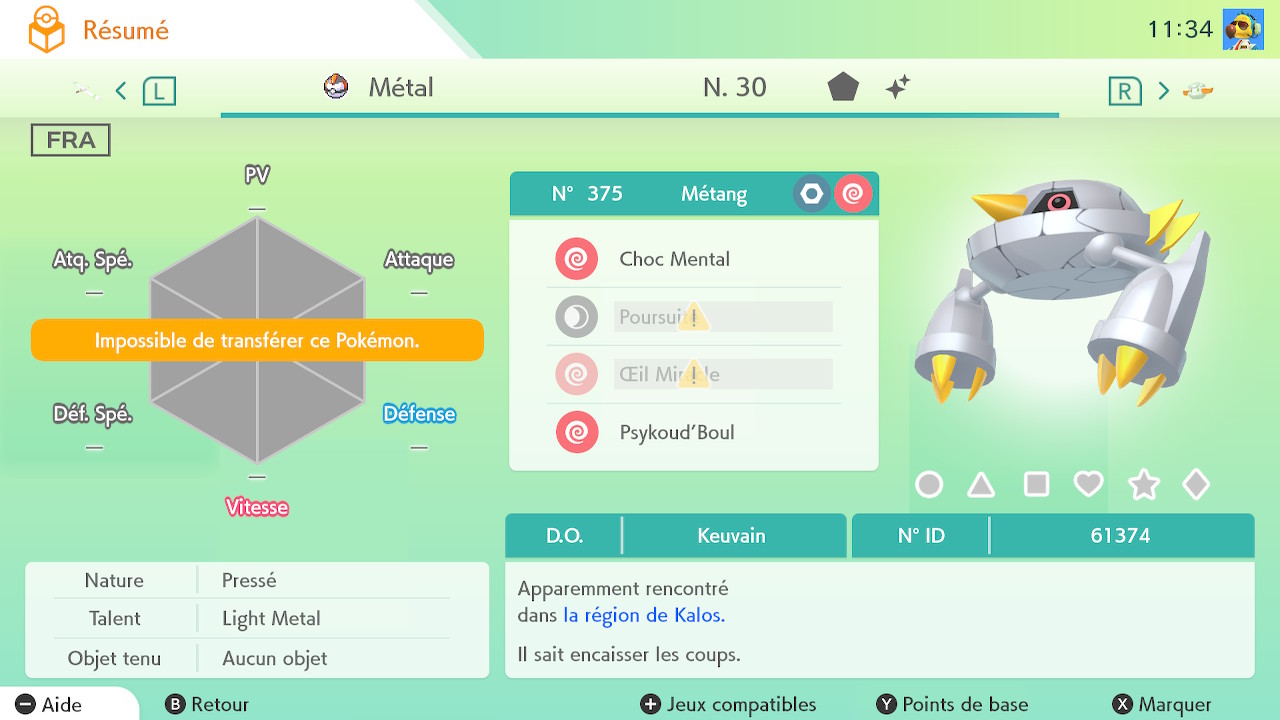 Résumé
11:34
L
Métal
N. 30
R
FRA
PV
—
Atq. Spé.
—
Attaque
—
Impossible de transférer ce Pokémon.
Déf. Spé.
—
Défense
—
—
Vitesse
N° 375 Métang
Choc Mental
Poursuite
Œil Miracle
Psykoud'Boul
D.O. Keuvain
N° ID 61374
Nature Pressé
Talent Light Metal
Objet tenu Aucun objet
Apparemment rencontré
dans la région de Kalos.
Il sait encaisser les coups.
Aide
B Retour
Jeux compatibles
Y Points de base
X Marquer